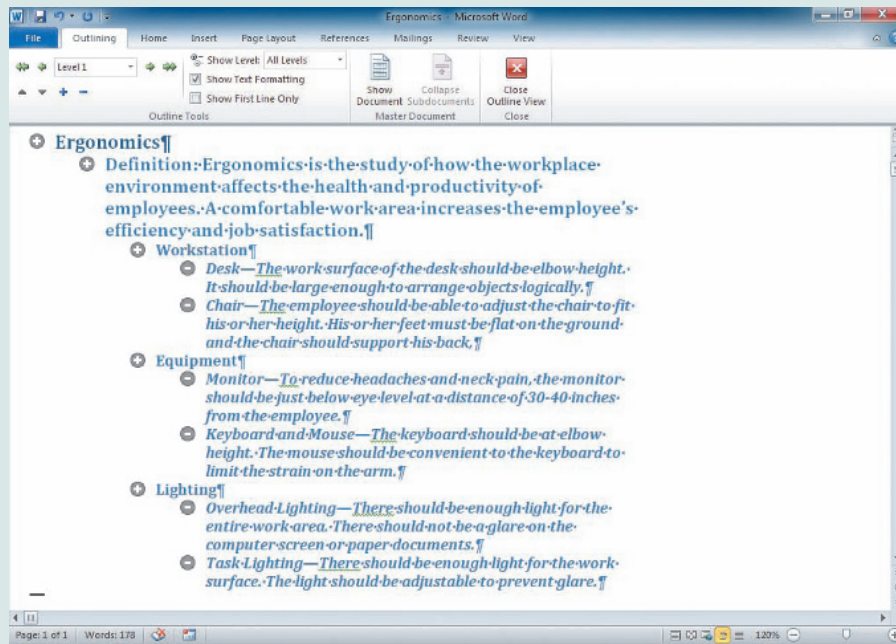 Ergonomics - Microsoft Word
File Outlining Home Insert Page Layout References Mailings Review View
Level 1
Show Level: All Levels
Show Text Formatting
Show First Line Only
Outline Tools
Show Document
Collapse Subdocuments
Master Document
Close Outline View
Close
Ergonomics¶
Definition:·Ergonomics·is·the·study·of·how·the·workplace·
environment·affects·the·health·and·productivity·of·
employees.·A·comfortable·work·area·increases·the·employee's·
efficiency·and·job·satisfaction.¶
Workstation¶
Desk—The·work·surface·of·the·desk·should·be·elbow·height.·
It·should·be·large·enough·to·arrange·objects·logically.¶
Chair—The·employee·should·be·able·to·adjust·the·chair·to·fit·
his·or·her·height.·His·or·her·feet·must·be·flat·on·the·ground·
and·the·chair·should·support·his·back,¶
Equipment¶
Monitor—To·reduce·headaches·and·neck·pain,·the·monitor·
should·be·just·below·eye·level·at·a·distance·of·30-40·inches·
from·the·employee.¶
Keyboard·and·Mouse—The·keyboard·should·be·at·elbow·
height.·The·mouse·should·be·convenient·to·the·keyboard·to·
limit·the·strain·on·the·arm.¶
Lighting¶
Overhead·Lighting—There·should·be·enough·light·for·the·
entire·work·area.·There·should·not·be·a·glare·on·the·
computer·screen·or·paper·documents.¶
Task·Lighting—There·should·be·enough·light·for·the·work·
surface.·The·light·should·be·adjustable·to·prevent·glare.¶
Page: 1 of 1 Words: 178 120%